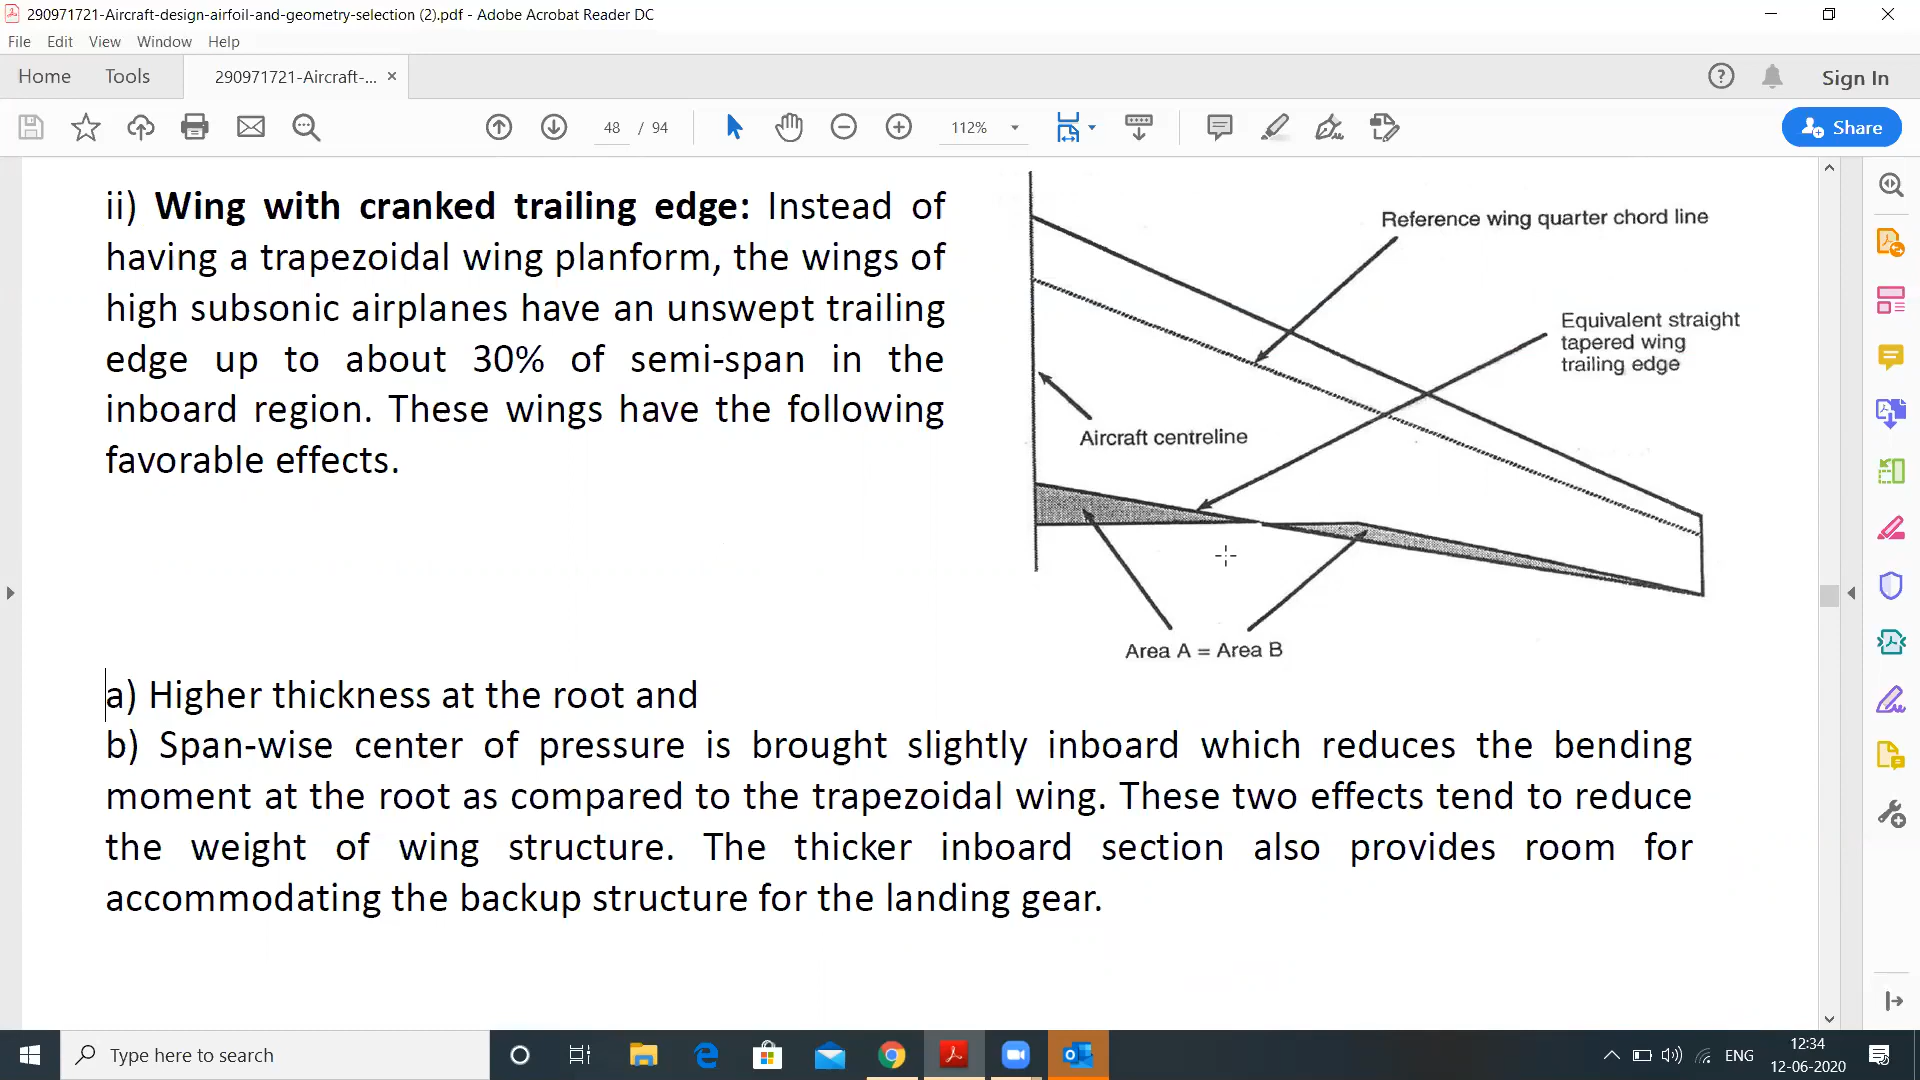 290971721-Aircraft-design-airfoil-and-geometry-selection (2).pdf - Adobe Acrobat Reader DC
File Edit View Window Help
Home Tools 290971721-Aircraft-... × Sign In
48 / 94 112% Share
ii) Wing with cranked trailing edge: Instead of
having a trapezoidal wing planform, the wings of
high subsonic airplanes have an unswept trailing
edge up to about 30% of semi-span in the
inboard region. These wings have the following
favorable effects.
Reference wing quarter chord line
Equivalent straight
tapered wing
trailing edge
Aircraft centreline
Area A = Area B
a) Higher thickness at the root and
b) Span-wise center of pressure is brought slightly inboard which reduces the bending
moment at the root as compared to the trapezoidal wing. These two effects tend to reduce
the weight of wing structure. The thicker inboard section also provides room for
accommodating the backup structure for the landing gear.
Type here to search
ENG
12:34
12-06-2020